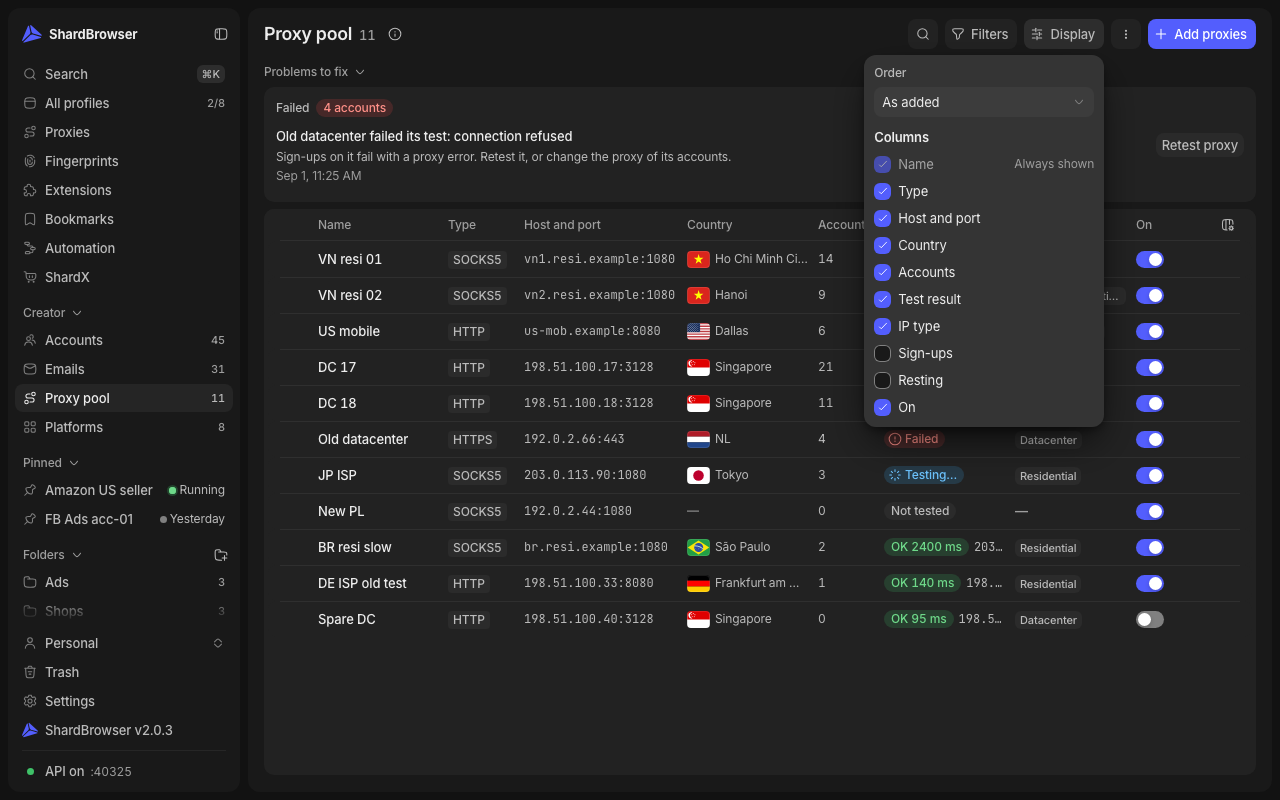 ShardBrowser
Search ⌘K
All profiles 2/8
Proxies
Fingerprints
Extensions
Bookmarks
Automation
ShardX
Creator
Accounts 45
Emails 31
Proxy pool 11
Platforms 8
Pinned
Amazon US seller Running
FB Ads acc-01 Yesterday
Folders
Ads 3
Shops 3
Personal
Trash
Settings
ShardBrowser v2.0.3
API on :40325
Proxy pool 11
Filters
Display
Add proxies
Problems to fix
Failed 4 accounts
Old datacenter failed its test: connection refused
Sign-ups on it fail with a proxy error. Retest it, or change the proxy of its accounts.
Sep 1, 11:25 AM
Retest proxy
Order
As added
Columns
Name Always shown
Type
Host and port
Country
Accounts
Test result
IP type
Sign-ups
Resting
On
Name Type Host and port Country Account On
VN resi 01 SOCKS5 vn1.resi.example:1080 Ho Chi Minh Ci... 14
VN resi 02 SOCKS5 vn2.resi.example:1080 Hanoi 9
US mobile HTTP us-mob.example:8080 Dallas 6
DC 17 HTTP 198.51.100.17:3128 Singapore 21
DC 18 HTTP 198.51.100.18:3128 Singapore 11
Old datacenter HTTPS 192.0.2.66:443 NL 4 Failed Datacenter
JP ISP SOCKS5 203.0.113.90:1080 Tokyo 3 Testing... Residential
New PL SOCKS5 192.0.2.44:1080 — 0 Not tested —
BR resi slow SOCKS5 br.resi.example:1080 São Paulo 2 OK 2400 ms 203... Residential
DE ISP old test HTTP 198.51.100.33:8080 Frankfurt am ... 1 OK 140 ms 198.... Residential
Spare DC HTTP 198.51.100.40:3128 Singapore 0 OK 95 ms 198.5... Datacenter